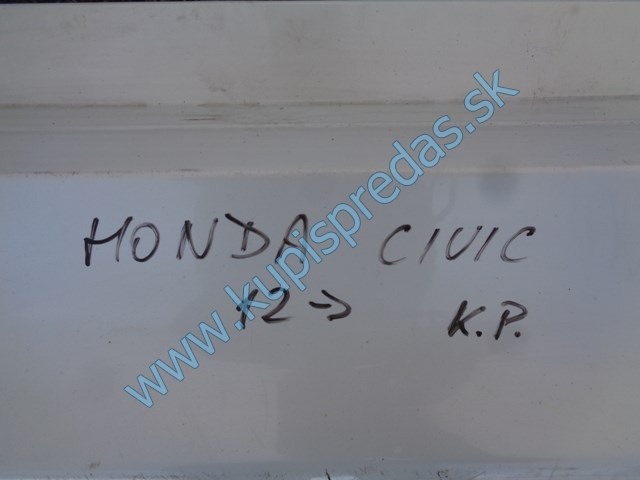 HONDA CIVIC
12-> K.P.
www.kupispredas.sk